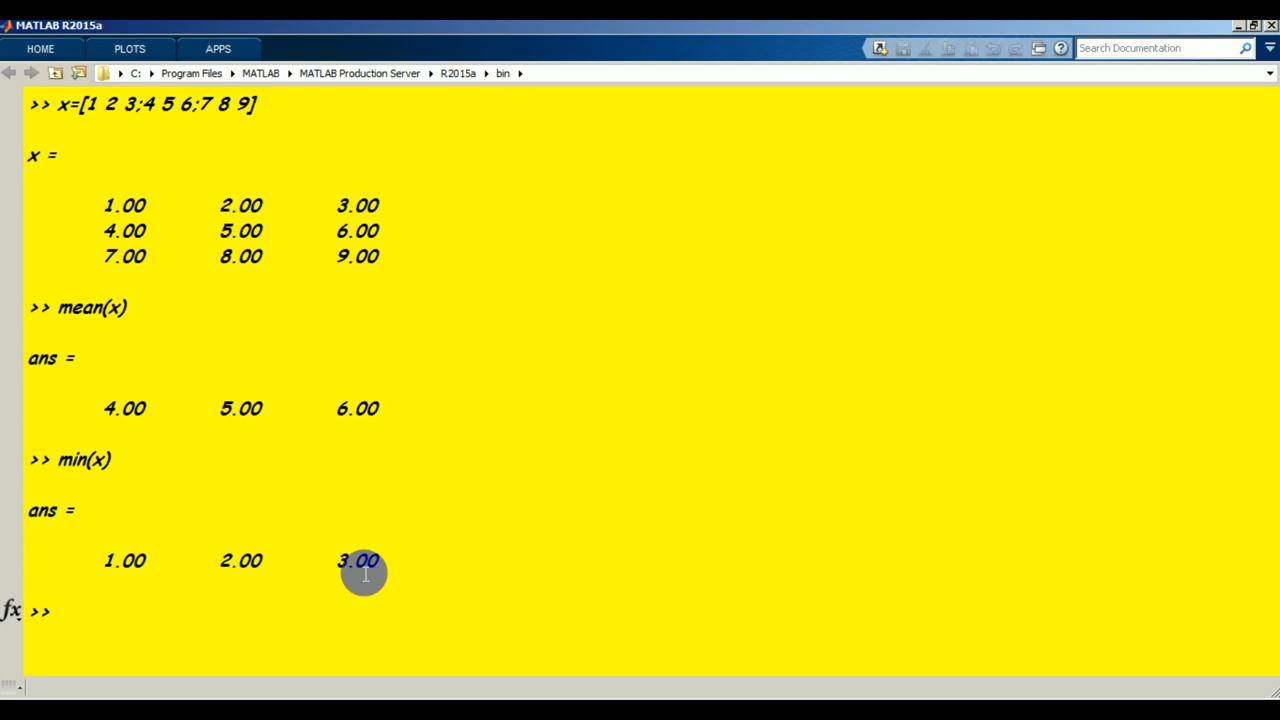 MATLAB R2015a
HOME PLOTS APPS Search Documentation
C: Program Files MATLAB MATLAB Production Server R2015a bin
>> x=[1 2 3;4 5 6;7 8 9]
x =
1.00 2.00 3.00
4.00 5.00 6.00
7.00 8.00 9.00
>> mean(x)
ans =
4.00 5.00 6.00
>> min(x)
ans =
1.00 2.00 3.00
fx >>